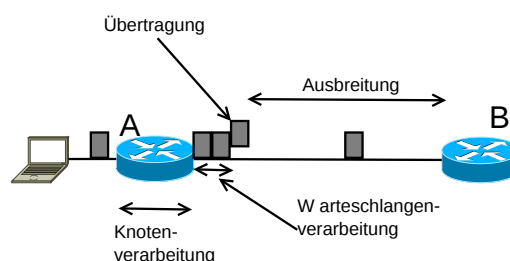 Übertragung
Ausbreitung
A
B
W arteschlangen-
verarbeitung
Knoten-
verarbeitung